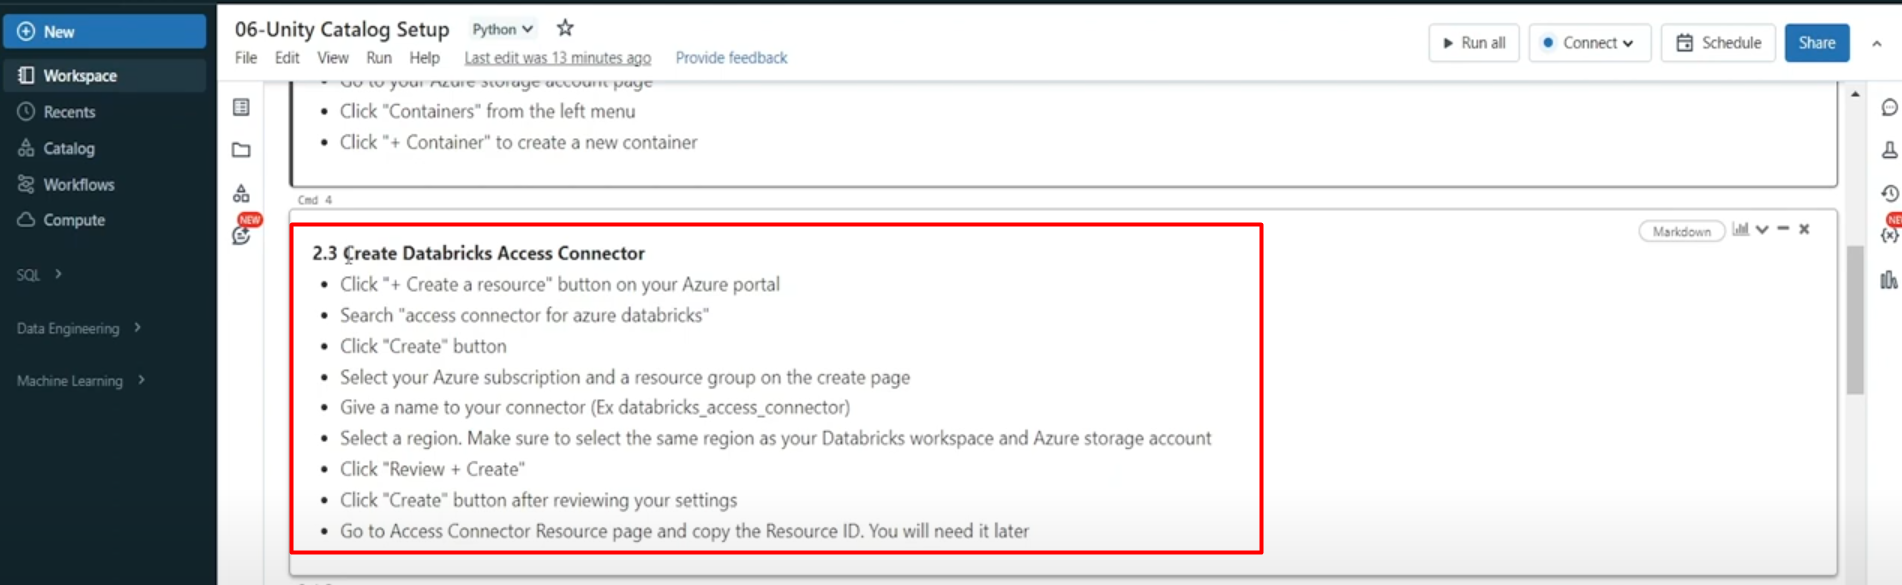 New
Workspace
Recents
Catalog
Workflows
Compute
SQL
Data Engineering
Machine Learning
06-Unity Catalog Setup
Python
File Edit View Run Help Last edit was 13 minutes ago Provide feedback
Run all
Connect
Schedule
Share
NEW
• Go to your Azure storage account page
• Click "Containers" from the left menu
• Click "+ Container" to create a new container
Cmd 4
Markdown
2.3 Create Databricks Access Connector
• Click "+ Create a resource" button on your Azure portal
• Search "access connector for azure databricks"
• Click "Create" button
• Select your Azure subscription and a resource group on the create page
• Give a name to your connector (Ex databricks_access_connector)
• Select a region. Make sure to select the same region as your Databricks workspace and Azure storage account
• Click "Review + Create"
• Click "Create" button after reviewing your settings
• Go to Access Connector Resource page and copy the Resource ID. You will need it later
NE
{x}